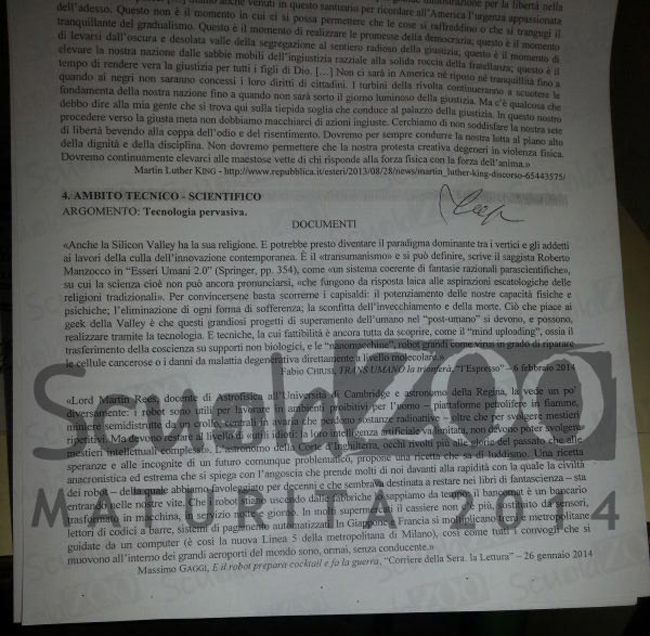 anche venuti in questo santuario per ricordare all'America l'urgenza appassionata
dell'adesso. Questo non è il momento in cui ci si possa permettere che le cose si raffreddino o che si trangugi il
tranquillante del gradualismo. Questo è il momento di realizzare le promesse della democrazia; questo è il momento
di levarsi dall'oscura e desolata valle della segregazione al sentiero radioso della giustizia; questo è il momento di
elevare la nostra nazione dalle sabbie mobili dell'ingiustizia razziale alla solida roccia della fratellanza; questo è il
tempo di rendere vera la giustizia per tutti i figli di Dio. [...] Non ci sarà in America né riposo né tranquillità fino a
quando ai negri non saranno concessi i loro diritti di cittadini. I turbini della rivolta continueranno a scuotere le
fondamenta della nostra nazione fino a quando non sarà sorto il giorno luminoso della giustizia. Ma c'è qualcosa che
debbo dire alla mia gente che si trova qui sulla tiepida soglia che conduce al palazzo della giustizia. In questo nostro
procedere verso la giusta meta non dobbiamo macchiarci di azioni ingiuste. Cerchiamo di non soddisfare la nostra sete
di libertà bevendo alla coppa dell'odio e del risentimento. Dovremo per sempre condurre la nostra lotta al piano alto
della dignità e della disciplina. Non dovremo permettere che la nostra protesta creativa degeneri in violenza fisica.
Dovremo continuamente elevarci alle maestose vette di chi risponde alla forza fisica con la forza dell'anima.»
Martin Luther KING - http://www.repubblica.it/esteri/2013/08/28/news/martin_luther-king-discorso-65443575/
4. AMBITO TECNICO - SCIENTIFICO
ARGOMENTO: Tecnologia pervasiva.
DOCUMENTI
«Anche la Silicon Valley ha la sua religione. E potrebbe presto diventare il paradigma dominante tra i vertici e gli addetti
ai lavori della culla dell'innovazione contemporanea. È il «transumanismo» e si può definire, scrive il saggista Roberto
Manzocco in "Esseri Umani 2.0" (Springer, pp. 354), come «un sistema coerente di fantasie razionali parascientifiche»,
su cui la scienza cioè non può ancora pronunciarsi, «che fungono da risposta laica alle aspirazioni escatologiche delle
religioni tradizionali». Per convincersene basta scorrerne i capisaldi: il potenziamento delle nostre capacità fisiche e
psichiche; l'eliminazione di ogni forma di sofferenza; la sconfitta dell'invecchiamento e della morte. Ciò che piace ai
geek della Valley è che questi grandiosi progetti di superamento dell'umano nel "post-umano" si devono, e possono,
realizzare tramite la tecnologia. E tecniche, la cui fattibilità è ancora tutta da scoprire, come il "mind uploading", ossia il
trasferimento della coscienza su supporti non biologici, e le "nanomacchine", robot grandi come virus in grado di riparare
le cellule cancerose o i danni da malattia degenerativa direttamente a livello molecolare.»
Fabio CHIUSI, TRANS UMANO la trionferà, "l'Espresso" – 6 febbraio 2014
«Lord Martin Rees, docente di Astrofisica all'Università di Cambridge e astronomo della Regina, la vede un po'
diversamente: i robot sono utili per lavorare in ambienti proibitivi per l'uomo – piattaforme petrolifere in fiamme,
miniere semidistrutte da crolli, che perdono sostanze radioattive – oltre che per svolgere mestieri
ripetitivi. Ma devono di livello di la loro intelligenza artificiale va limitata, non devono poter svolgere
mestieri intellettuali complessi». L'astronomo della Inghilterra, occhi rivolti più alle glorie del passato che alle
speranze e alle incognite di un futuro comunque problematico, propone una ricetta che sa di luddismo. Una ricetta
anacronistica ed estrema che si spiega con l'angoscia che prende molti di noi davanti alla rapidità con la quale la civiltà
dei robot – della quale abbiamo favoleggiato per decenni e che sembrava destinata a restare nei libri di fantascienza – sta
entrando nelle nostre vite. Che i robot stiano uscendo dalle fabbriche lo sappiamo da tempo: il bancomat è un bancario
trasformato in macchina, in servizio notte e giorno. In molti supermercati il cassiere non c'è più, sostituito da sensori,
lettori di codici a barre, sistemi di pagamento automatizzati. In Giappone e Francia si moltiplicano le linee metropolitane
guidate da un computer (è così la nuova Linea 5 della metropolitana di Milano), così come tutti i convogli che si
muovono all'interno dei grandi aeroporti del mondo sono, ormai, senza conducente.»
Massimo GAGGI, E il robot prepara cocktail e fa la guerra, "Corriere della Sera. la Lettura" – 26 gennaio 2014
ScuolaZOO
MATURITÀ 2014